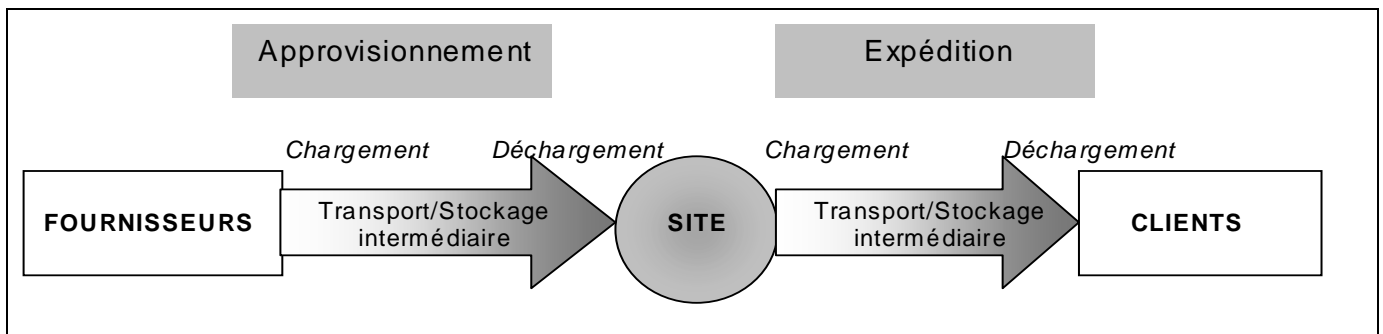 Approvisionnement
Expédition
Chargement
Déchargement
Chargement
Déchargement
FOURNISSEURS
Transport/Stockage
intermédiaire
SITE
Transport/Stockage
intermédiaire
CLIENTS